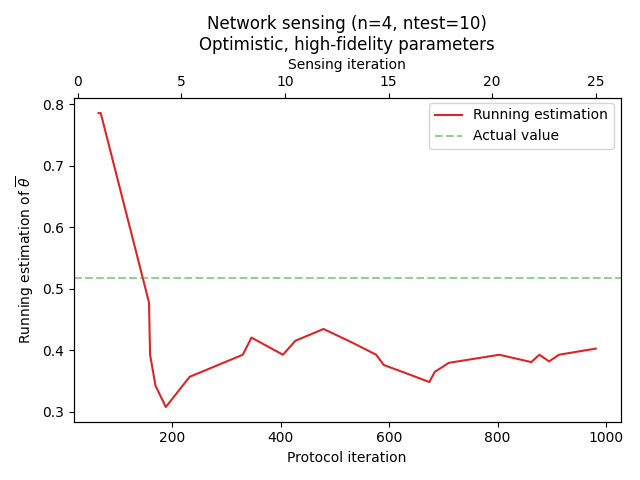 Network sensing (n=4, ntest=10)
Optimistic, high-fidelity parameters
Sensing iteration
0 5 10 15 20 25
Running estimation
Actual value
Running estimation of θ̅
0.8
0.7
0.6
0.5
0.4
0.3
200 400 600 800 1000
Protocol iteration